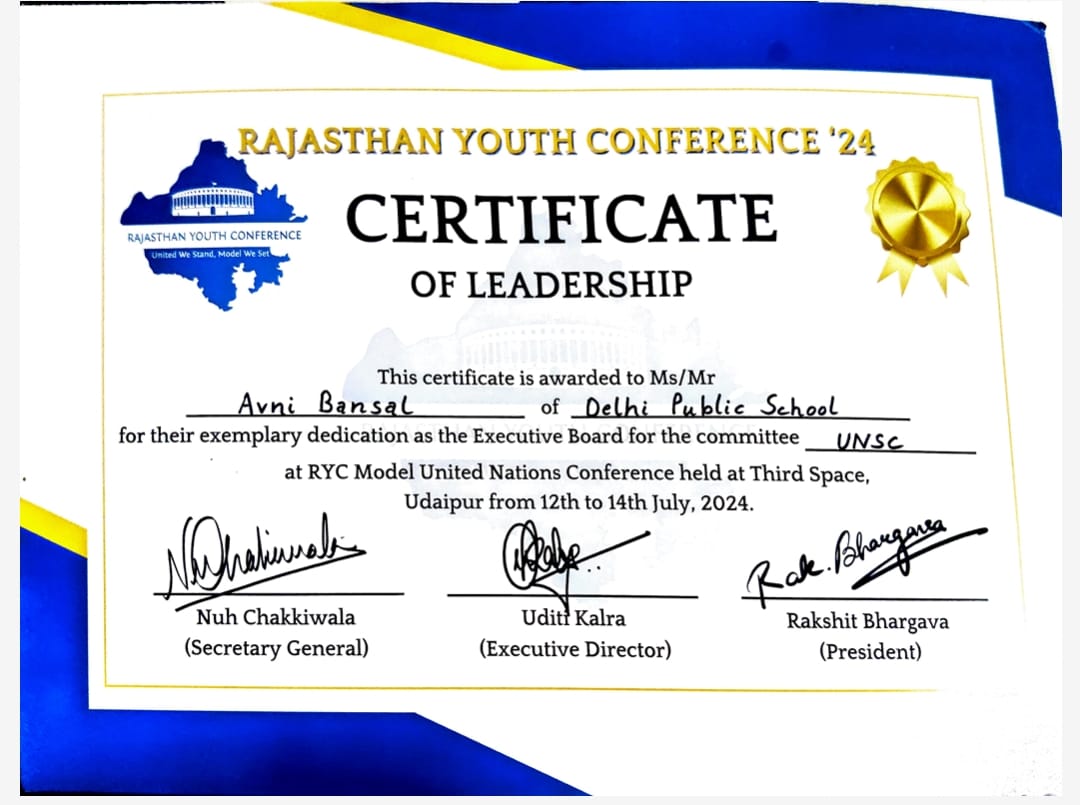 RAJASTHAN YOUTH CONFERENCE '24
RAJASTHAN YOUTH CONFERENCE
United We Stand, Model We Set
CERTIFICATE
OF LEADERSHIP
This certificate is awarded to Ms/Mr
Avni Bansal of Delhi Public School
for their exemplary dedication as the Executive Board for the committee UNSC
at RYC Model United Nations Conference held at Third Space,
Udaipur from 12th to 14th July, 2024.
Rak. Bhargava
Nuh Chakkiwala Uditi Kalra Rakshit Bhargava
(Secretary General) (Executive Director) (President)